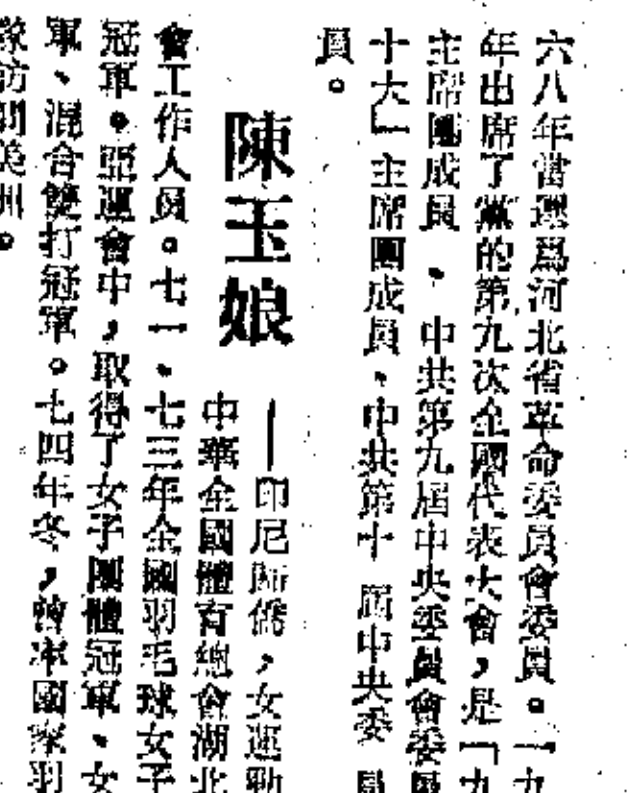 六八年當選爲河北省革命委員會委員。一九
年出席了黨的第九次全國代表大會，是「九
主席團成員、中共第九屆中央委員會委員
十大」主席團成員、中共第十屆中央委員
員。
陳玉娘
——印尼歸僑，女運動
中華全國體育總會湖北
會工作人員。七一、七三年全國羽毛球女子
冠軍。亞運會中，取得了女子團體冠軍、女
軍、混合雙打冠軍。七四年冬，曾率國家羽
隊訪問美洲。